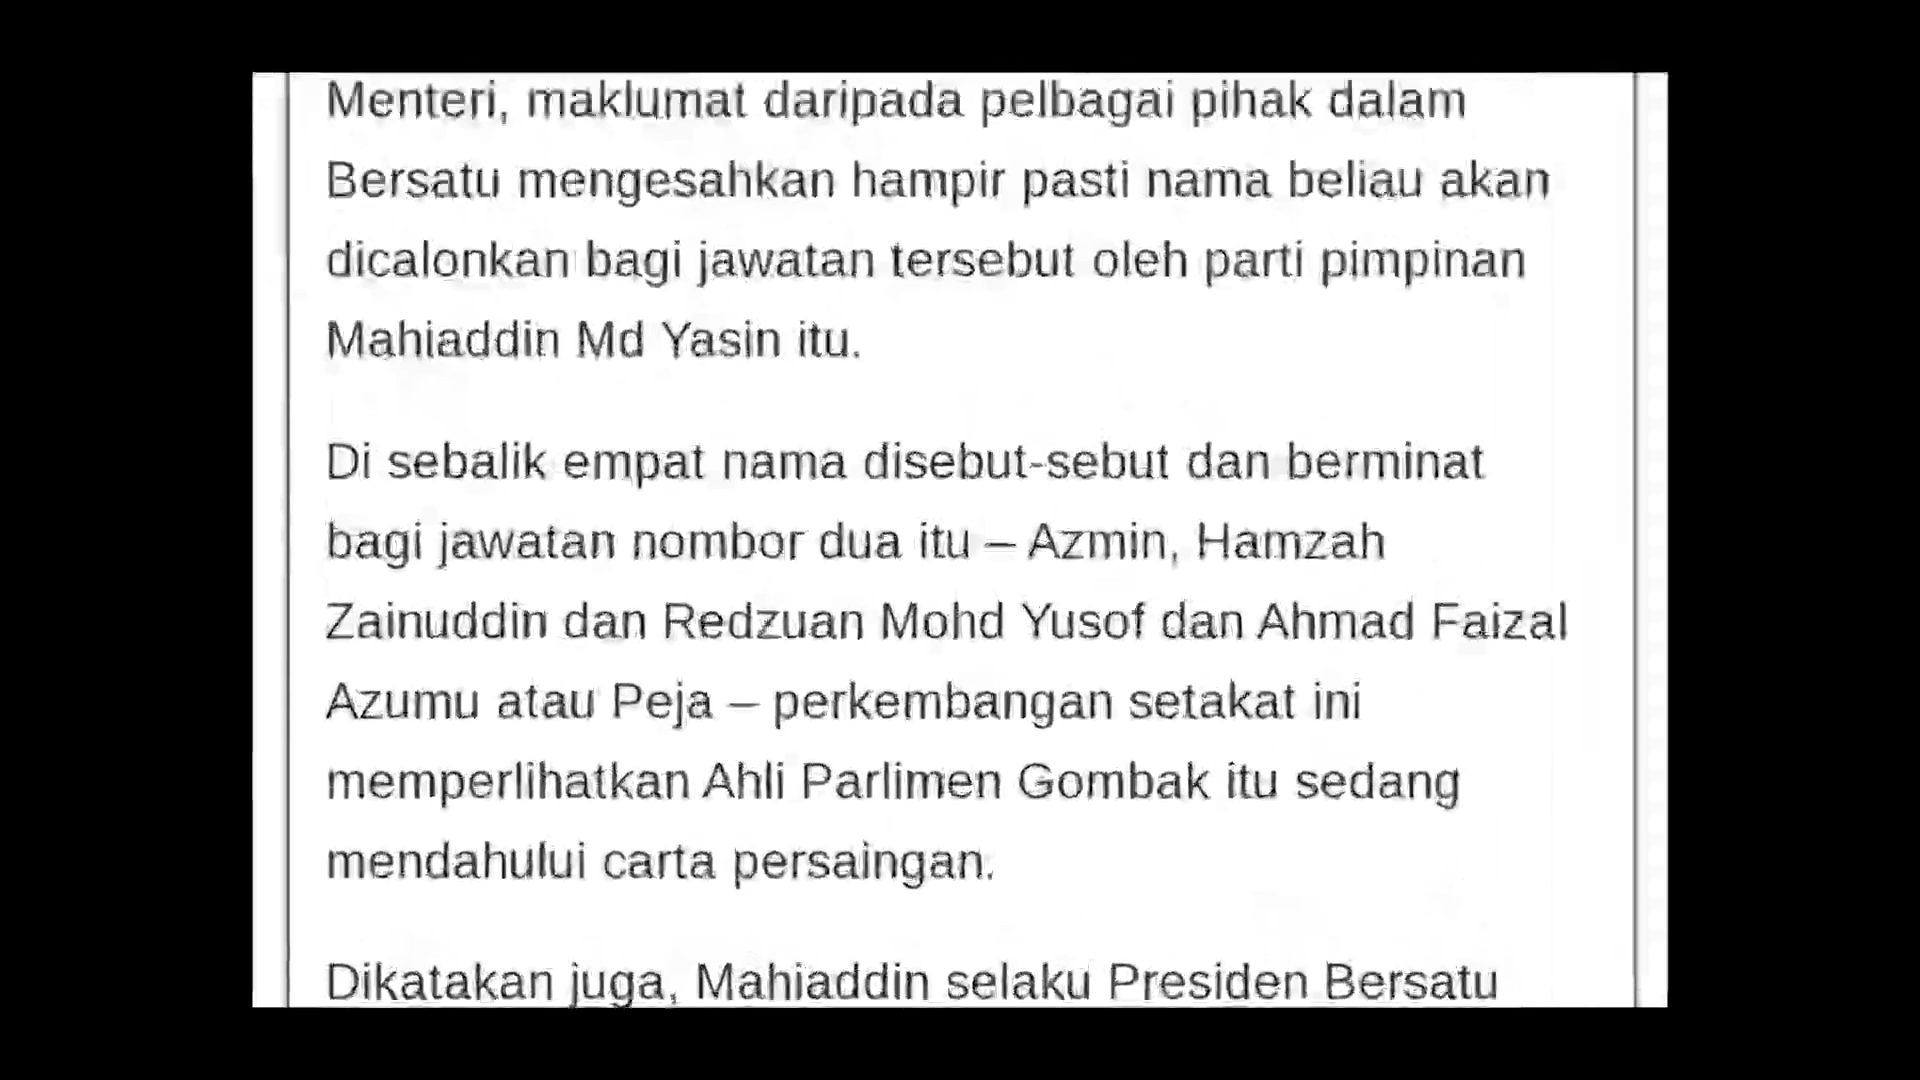 Menteri, maklumat daripada pelbagai pihak dalam
Bersatu mengesahkan hampir pasti nama beliau akan
dicalonkan bagi jawatan tersebut oleh parti pimpinan
Mahiaddin Md Yasin itu.
Di sebalik empat nama disebut-sebut dan berminat
bagi jawatan nombor dua itu – Azmin, Hamzah
Zainuddin dan Redzuan Mohd Yusof dan Ahmad Faizal
Azumu atau Peja – perkembangan setakat ini
memperlihatkan Ahli Parlimen Gombak itu sedang
mendahului carta persaingan.
Dikatakan juga, Mahiaddin selaku Presiden Bersatu